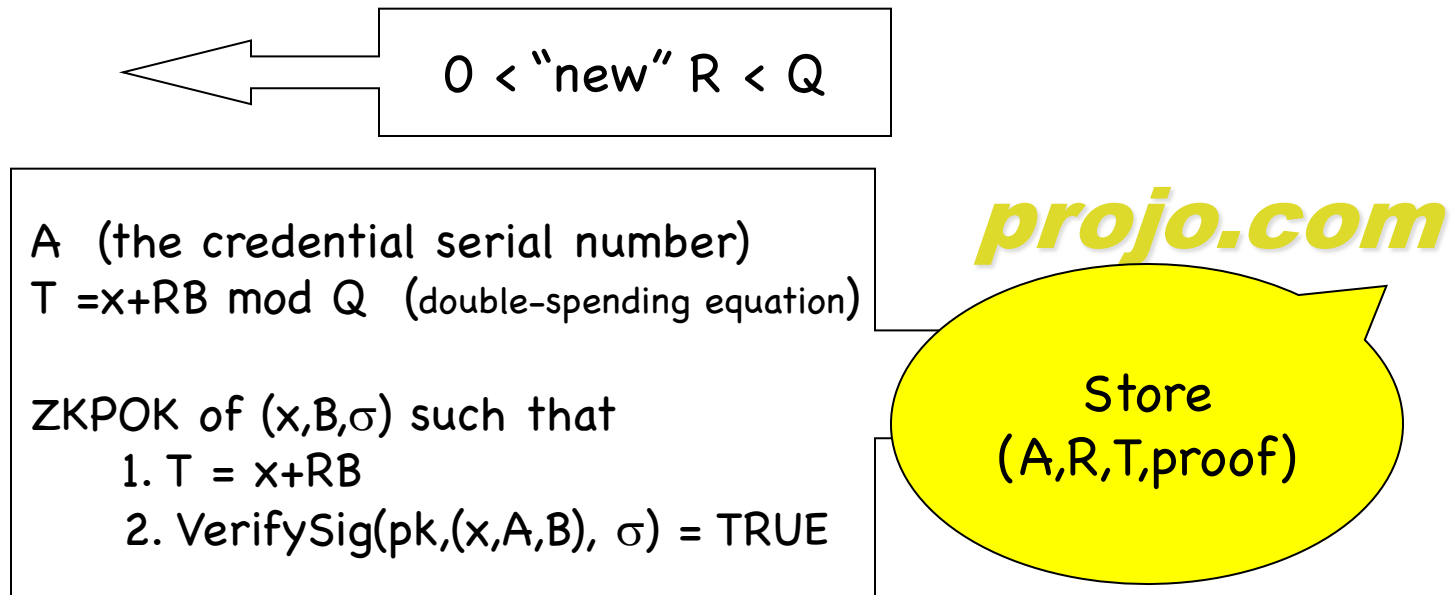 0 < “new” R < Q
projo.com
A (the credential serial number)
T =x+RB mod Q (double-spending equation)
ZKPOK of (x,B,σ) such that
1. T = x+RB
2. VerifySig(pk,(x,A,B), σ) = TRUE
Store
(A,R,T,proof)